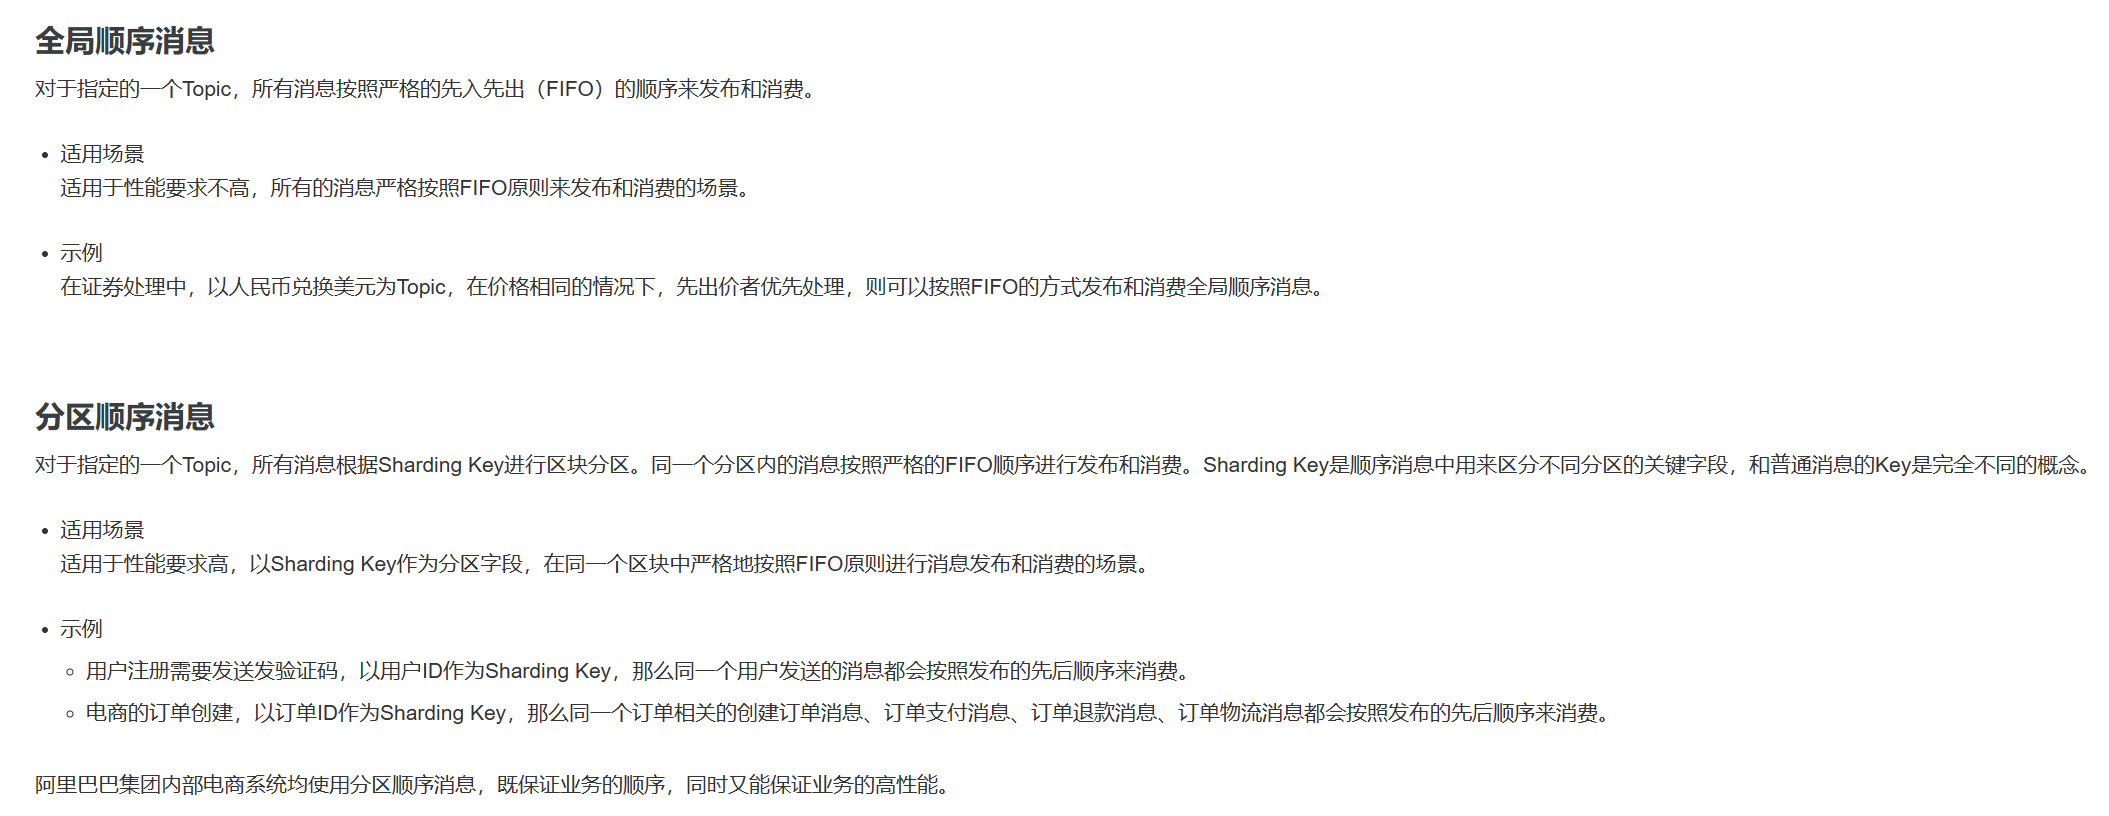 全局顺序消息
对于指定的一个Topic，所有消息按照严格的先入先出（FIFO）的顺序来发布和消费。
适用场景
适用于性能要求不高，所有的消息严格按照FIFO原则来发布和消费的场景。
示例
在证券处理中，以人民币兑换美元为Topic，在价格相同的情况下，先出价者优先处理，则可以按照FIFO的方式发布和消费全局顺序消息。
分区顺序消息
对于指定的一个Topic，所有消息根据Sharding Key进行区块分区。同一个分区内的消息按照严格的FIFO顺序进行发布和消费。Sharding Key是顺序消息中用来区分不同分区的关键字段，和普通消息的Key是完全不同的概念。
适用场景
适用于性能要求高，以Sharding Key作为分区字段，在同一个区块中严格地按照FIFO原则进行消息发布和消费的场景。
示例
用户注册需要发送发验证码，以用户ID作为Sharding Key，那么同一个用户发送的消息都会按照发布的先后顺序来消费。
电商的订单创建，以订单ID作为Sharding Key，那么同一个订单相关的创建订单消息、订单支付消息、订单退款消息、订单物流消息都会按照发布的先后顺序来消费。
阿里巴巴集团内部电商系统均使用分区顺序消息，既保证业务的顺序，同时又能保证业务的高性能。